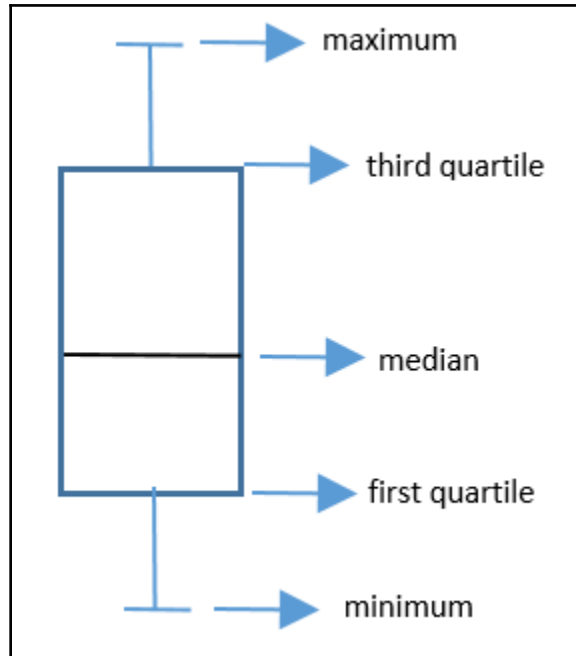 maximum
third quartile
median
first quartile
minimum